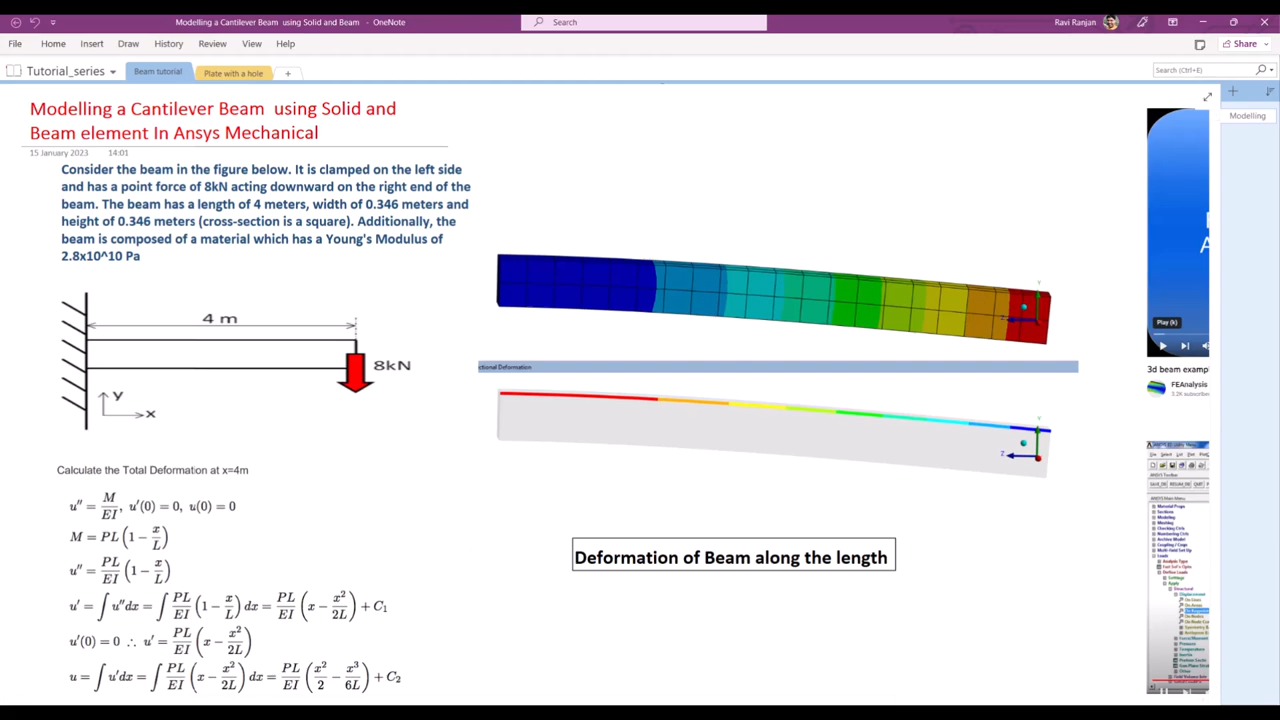 Modelling a Cantilever Beam  using Solid and Beam  -  OneNote
Search
Ravi Ranjan
File Home Insert Draw History Review View Help
Share
Tutorial_series
Beam tutorial
Plate with a hole
+
Search (Ctrl+E)
Modelling a Cantilever Beam  using Solid and
Beam element In Ansys Mechanical
15 January 2023 14:01
Consider the beam in the figure below. It is clamped on the left side
and has a point force of 8kN acting downward on the right end of the
beam. The beam has a length of 4 meters, width of 0.346 meters and
height of 0.346 meters (cross-section is a square). Additionally, the
beam is composed of a material which has a Young's Modulus of
2.8x10^10 Pa
4 m
8kN
y
x
Calculate the Total Deformation at x=4m
u'' = M/EI, u'(0) = 0, u(0) = 0
M = PL(1 − x/L)
u'' = PL/EI (1 − x/L)
u' = ∫ u''dx = ∫ PL/EI (1 − x/L) dx = PL/EI (x − x²/2L) + C₁
u'(0) = 0 ∴ u' = PL/EI (x − x²/2L)
u = ∫ u'dx = ∫ PL/EI (x − x²/2L) dx = PL/EI (x²/2 − x³/6L) + C₂
Y
ctional Deformation
Y
Z
Deformation of Beam along the length
Modelling
Play (k)
3d beam exampl
FEAnalysis
3.2K subscriber